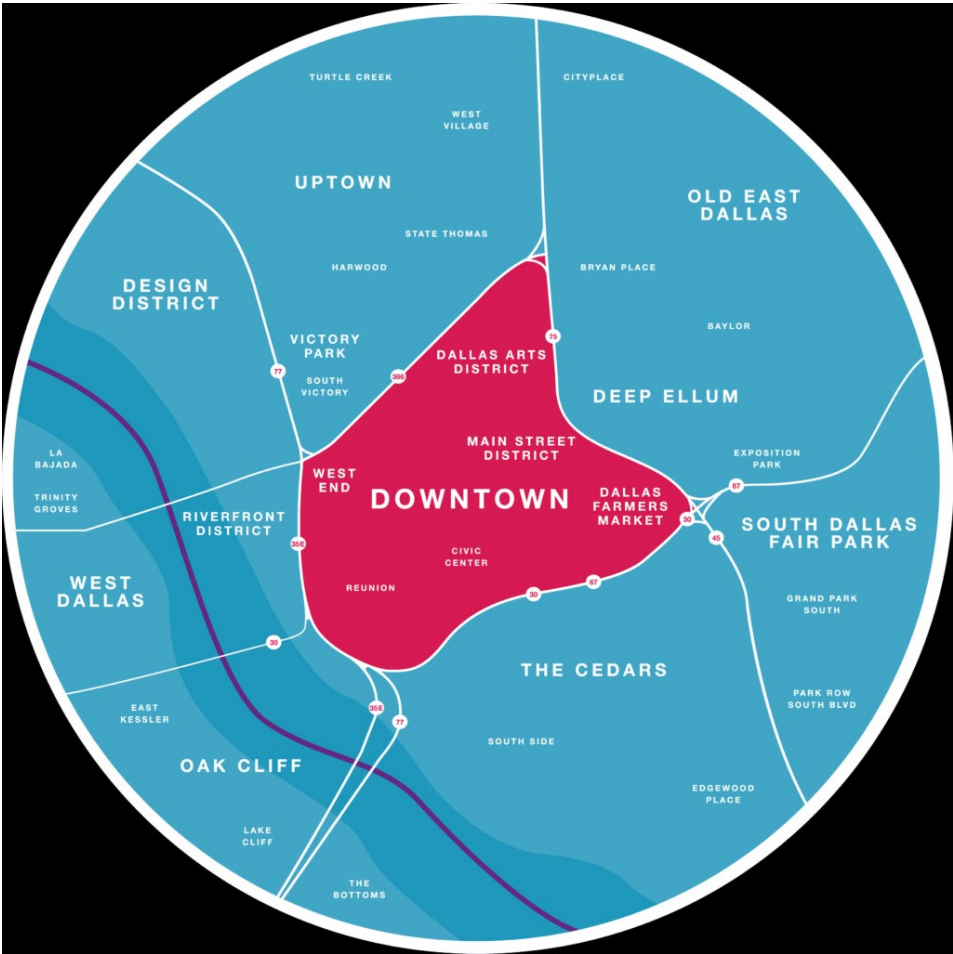 TURTLE CREEK
CITYPLACE
WEST
VILLAGE
UPTOWN
OLD EAST
DALLAS
STATE THOMAS
HARWOOD
BRYAN PLACE
DESIGN
DISTRICT
BAYLOR
75
VICTORY
PARK
DALLAS ARTS
DISTRICT
77
366
SOUTH
VICTORY
DEEP ELLUM
MAIN STREET
DISTRICT
LA
BAJADA
EXPOSITION
PARK
WEST
END
67
TRINITY
GROVES
DOWNTOWN
DALLAS
FARMERS
MARKET
RIVERFRONT
DISTRICT
30
SOUTH DALLAS
FAIR PARK
45
35E
CIVIC
CENTER
WEST
DALLAS
REUNION
30
67
GRAND PARK
SOUTH
30
THE CEDARS
PARK ROW
SOUTH BLVD
EAST
KESSLER
35E
77
SOUTH SIDE
OAK CLIFF
EDGEWOOD
PLACE
LAKE
CLIFF
THE
BOTTOMS